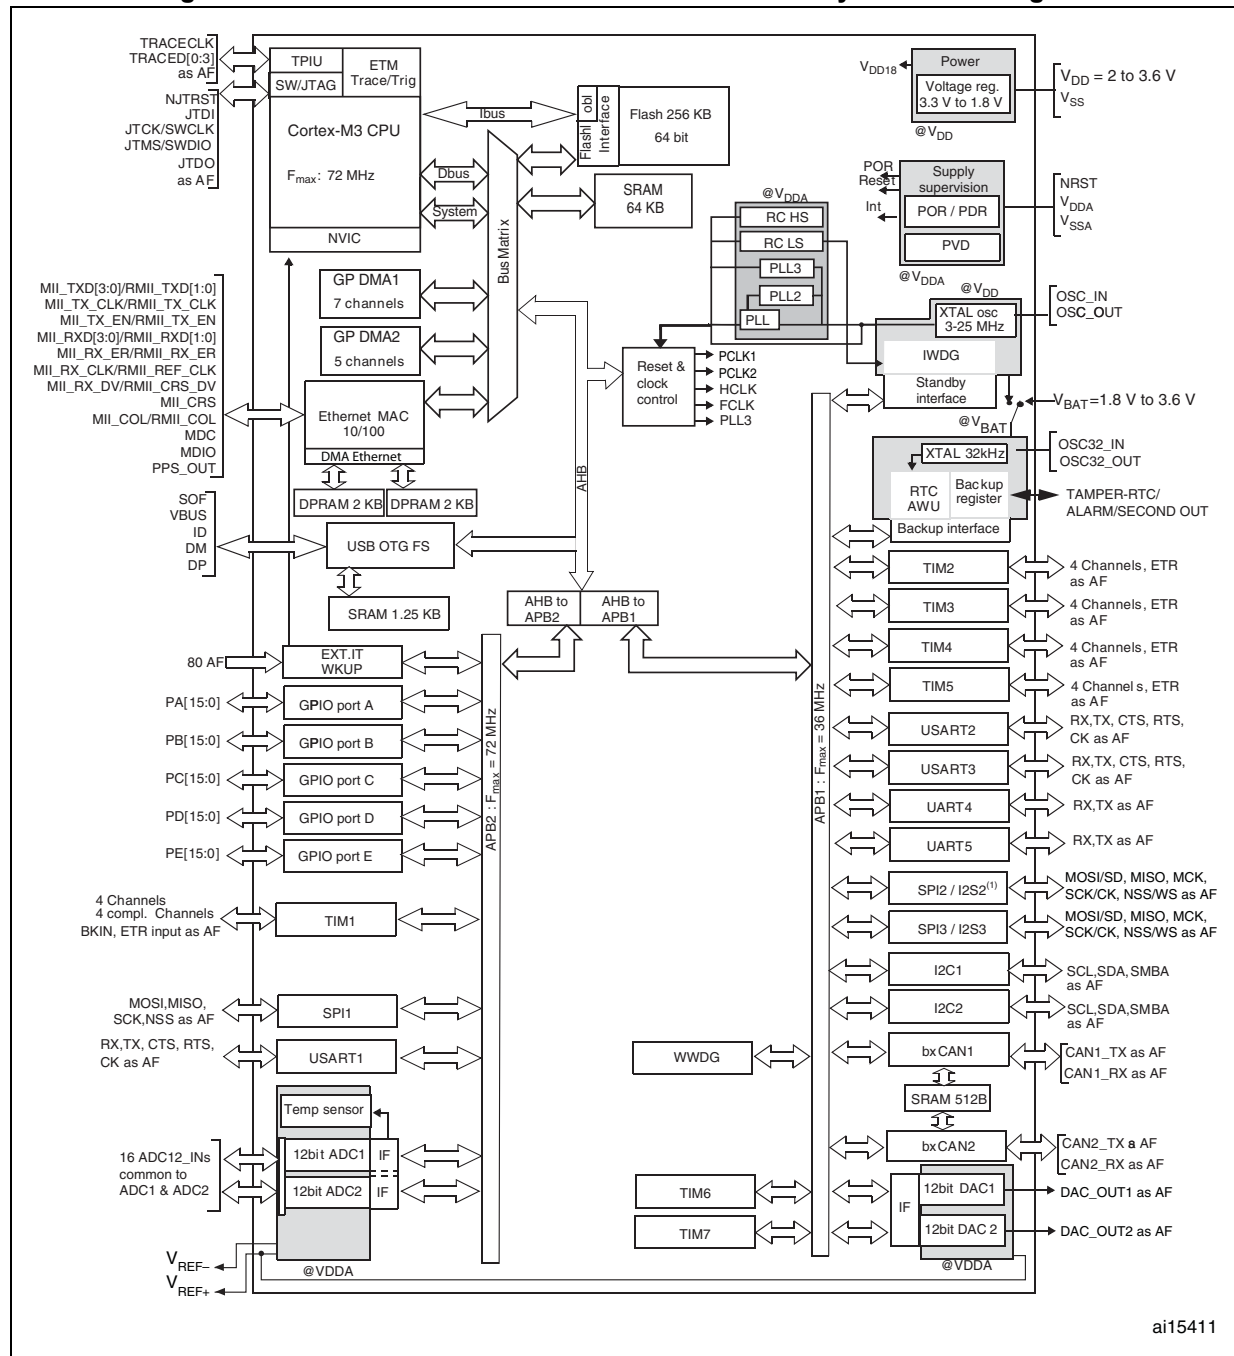 TRACECLK
TRACED[0:3]
as AF
NJTRST
JTDI
JTCK/SWCLK
JTMS/SWDIO
JTDO
as AF
TPIU
ETM
Trace/Trig
SW/JTAG
Cortex-M3 CPU
Fmax: 72 MHz
NVIC
Ibus
Dbus
System
Bus Matrix
Flashl obl
Interface
Flash 256 KB
64 bit
SRAM
64 KB
Power
VDD18
Voltage reg.
3.3 V to 1.8 V
@VDD
VDD = 2 to 3.6 V
VSS
POR
Reset
Int
Supply
supervision
POR / PDR
PVD
@VDDA
NRST
VDDA
VSSA
@VDDA
RC HS
RC LS
PLL3
PLL2
PLL
@VDD
XTAL osc
3-25 MHz
IWDG
Standby
interface
OSC_IN
OSC_OUT
GP DMA1
7 channels
GP DMA2
5 channels
Reset &
clock
control
PCLK1
PCLK2
HCLK
FCLK
PLL3
VBAT=1.8 V to 3.6 V
@VBAT
MII_TXD[3:0]/RMII_TXD[1:0]
MII_TX_CLK/RMII_TX_CLK
MII_TX_EN/RMII_TX_EN
MII_RXD[3:0]/RMII_RXD[1:0]
MII_RX_ER/RMII_RX_ER
MII_RX_CLK/RMII_REF_CLK
MII_RX_DV/RMII_CRS_DV
MII_CRS
MII_COL/RMII_COL
MDC
MDIO
PPS_OUT
Ethernet MAC
10/100
DMA Ethernet
DPRAM 2 KB
DPRAM 2 KB
AHB
XTAL 32kHz
RTC
AWU
Backup
register
Backup interface
OSC32_IN
OSC32_OUT
TAMPER-RTC/
ALARM/SECOND OUT
SOF
VBUS
ID
DM
DP
USB OTG FS
SRAM 1.25 KB
AHB to
APB2
AHB to
APB1
80 AF
EXT.IT
WKUP
PA[15:0]
GPIO port A
PB[15:0]
GPIO port B
PC[15:0]
GPIO port C
PD[15:0]
GPIO port D
PE[15:0]
GPIO port E
APB2 : Fmax = 72 MHz
APB1 : Fmax = 36 MHz
TIM2
4 Channels, ETR
as AF
TIM3
4 Channels, ETR
as AF
TIM4
4 Channels, ETR
as AF
TIM5
4 Channels, ETR
as AF
USART2
RX,TX, CTS, RTS,
CK as AF
USART3
RX,TX, CTS, RTS,
CK as AF
UART4
RX,TX as AF
UART5
RX,TX as AF
SPI2 / I2S2(1)
MOSI/SD, MISO, MCK,
SCK/CK, NSS/WS as AF
SPI3 / I2S3
MOSI/SD, MISO, MCK,
SCK/CK, NSS/WS as AF
I2C1
SCL,SDA,SMBA
as AF
I2C2
SCL,SDA,SMBA
as AF
bxCAN1
CAN1_TX as AF
CAN1_RX as AF
SRAM 512B
bxCAN2
CAN2_TX a AF
CAN2_RX as AF
4 Channels
4 compl. Channels
BKIN, ETR input as AF
TIM1
MOSI,MISO,
SCK,NSS as AF
SPI1
RX,TX, CTS, RTS,
CK as AF
USART1
WWDG
Temp sensor
16 ADC12_INs
common to
ADC1 & ADC2
12bit ADC1
IF
12bit ADC2
IF
@VDDA
VREF–
VREF+
TIM6
TIM7
IF
12bit DAC1
12bit DAC 2
@VDDA
DAC_OUT1 as AF
DAC_OUT2 as AF
ai15411